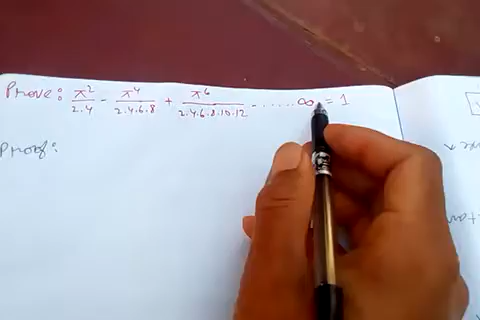 Prove: π²/2.4 - π⁴/2.4.6.8 + π⁶/2.4.6.8.10.12 - ...... ∞ = 1
Proof: